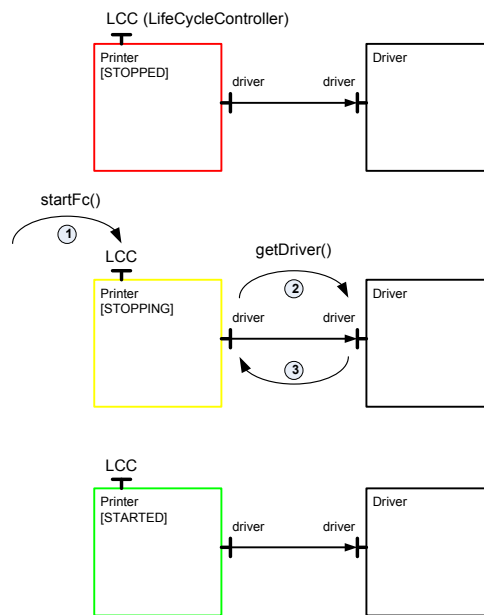 LCC (LifeCycleController)
Printer
[STOPPED]
driver
driver
Driver
startFc()
1
LCC
getDriver()
Printer
[STOPPING]
2
driver
driver
Driver
3
LCC
Printer
[STARTED]
driver
driver
Driver